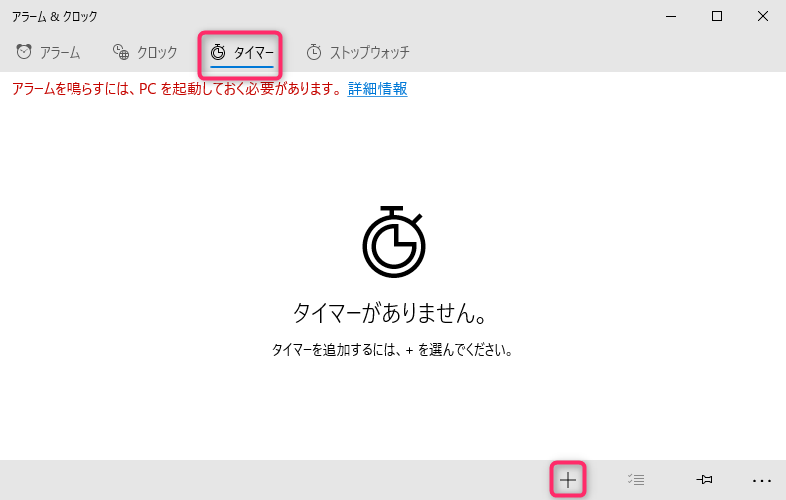 アラーム & クロック
アラーム クロック タイマー ストップウォッチ
アラームを鳴らすには、PC を起動しておく必要があります。 詳細情報
タイマーがありません。
タイマーを追加するには、+ を選んでください。